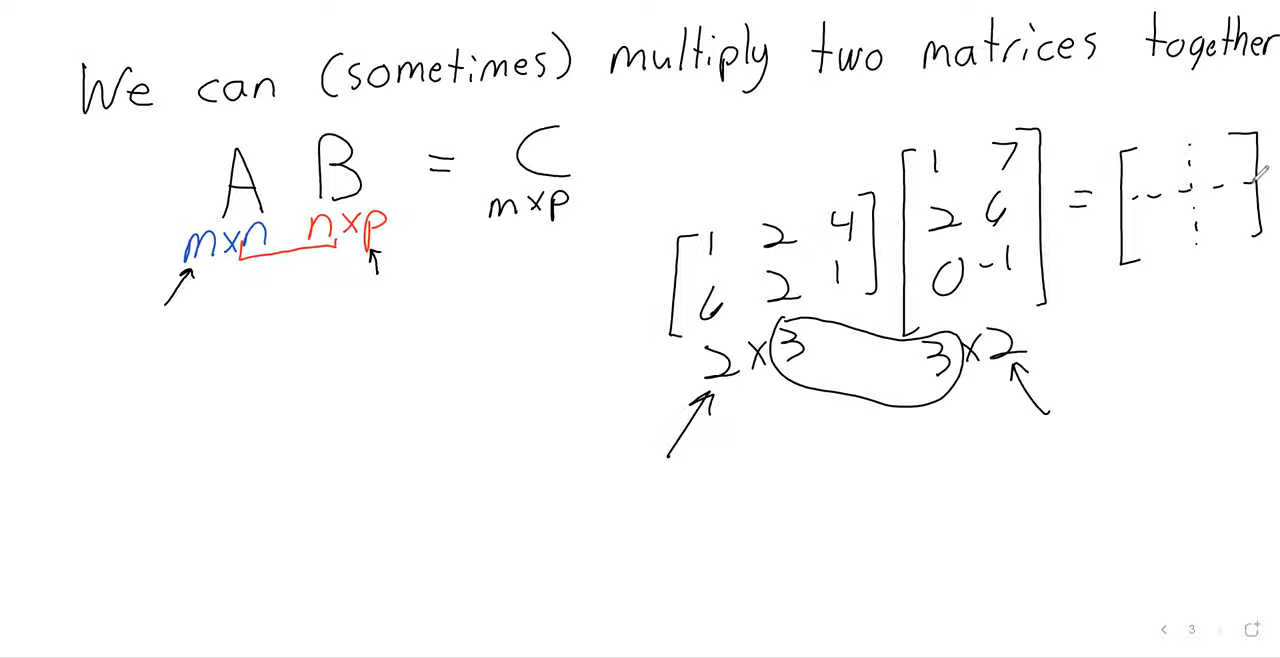 We can (sometimes) multiply two matrices together
A B = C
m×n n×p m×p
[1 2 4 [1 7
6 2 1] 2 6
0 -1] = [ ]
2×3 3×2
< 3